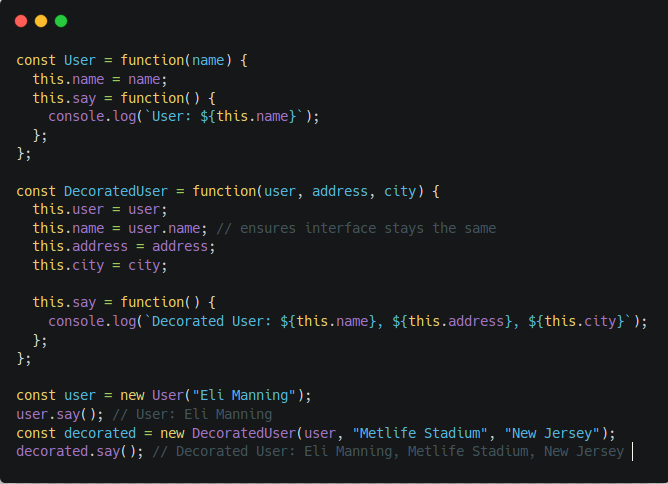 const User = function(name) {
  this.name = name;
  this.say = function() {
    console.log(`User: ${this.name}`);
  };
};

const DecoratedUser = function(user, address, city) {
  this.user = user;
  this.name = user.name; // ensures interface stays the same
  this.address = address;
  this.city = city;

  this.say = function() {
    console.log(`Decorated User: ${this.name}, ${this.address}, ${this.city}`);
  };
};

const user = new User("Eli Manning");
user.say(); // User: Eli Manning
const decorated = new DecoratedUser(user, "Metlife Stadium", "New Jersey");
decorated.say(); // Decorated User: Eli Manning, Metlife Stadium, New Jersey